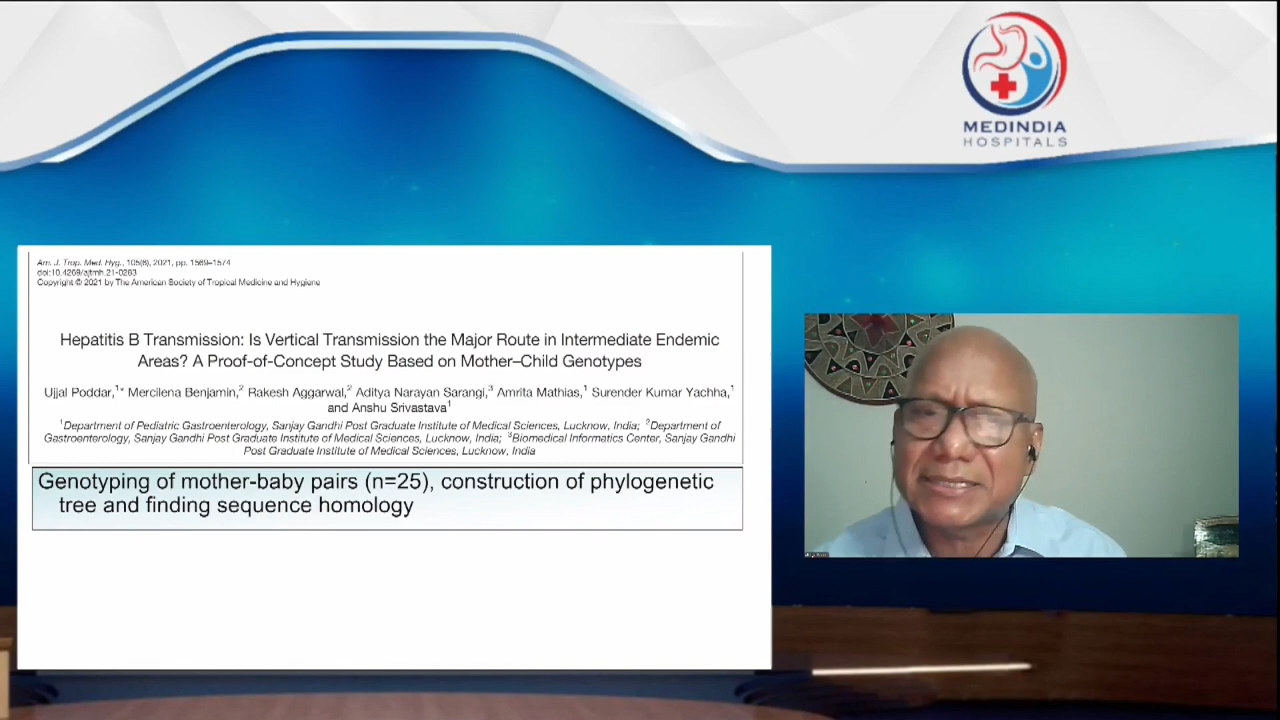 MEDINDIA
HOSPITALS
Am. J. Trop. Med. Hyg., 105(6), 2021, pp. 1569–1574
doi:10.4269/ajtmh.21-0263
Copyright © 2021 by The American Society of Tropical Medicine and Hygiene
Hepatitis B Transmission: Is Vertical Transmission the Major Route in Intermediate Endemic
Areas? A Proof-of-Concept Study Based on Mother–Child Genotypes
Ujjal Poddar,1* Mercilena Benjamin,2 Rakesh Aggarwal,2 Aditya Narayan Sarangi,3 Amrita Mathias,1 Surender Kumar Yachha,1
and Anshu Srivastava1
1Department of Pediatric Gastroenterology, Sanjay Gandhi Post Graduate Institute of Medical Sciences, Lucknow, India; 2Department of
Gastroenterology, Sanjay Gandhi Post Graduate Institute of Medical Sciences, Lucknow, India; 3Biomedical Informatics Center, Sanjay Gandhi
Post Graduate Institute of Medical Sciences, Lucknow, India
Genotyping of mother-baby pairs (n=25), construction of phylogenetic
tree and finding sequence homology